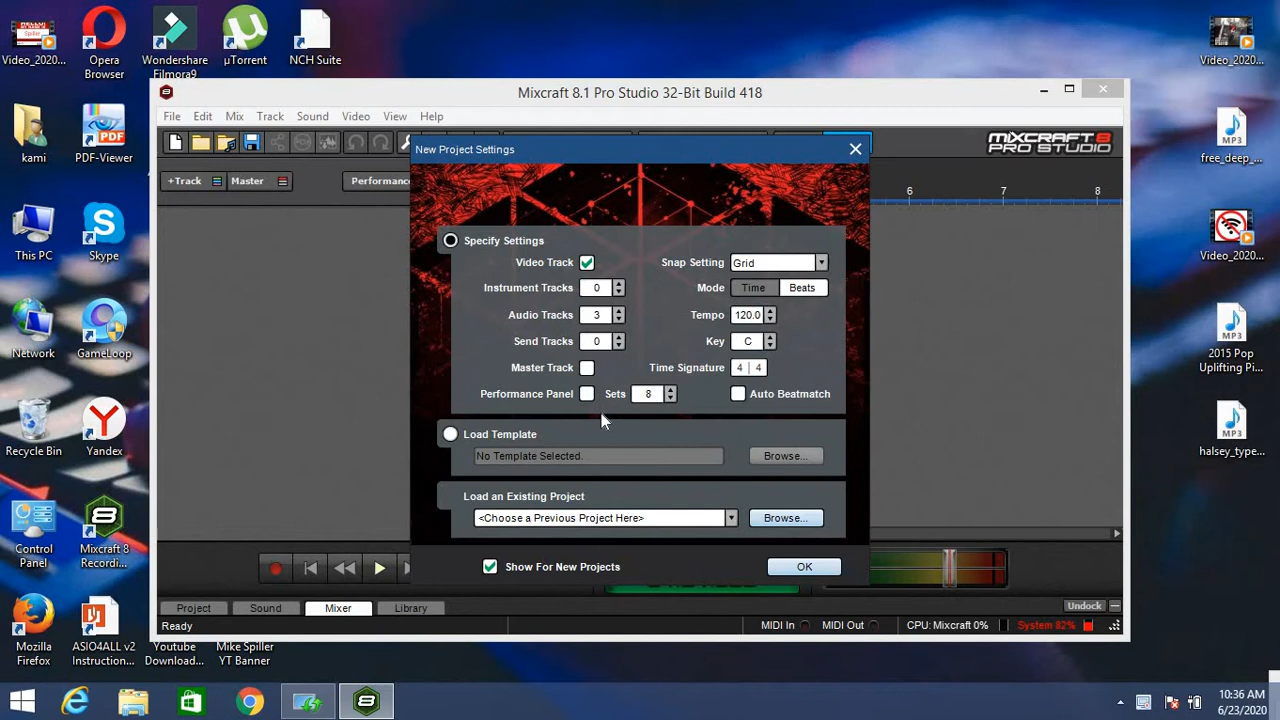 Video_2020...
Opera Browser
Wondershare Filmora9
µTorrent
NCH Suite
kami
PDF-Viewer
This PC
Skype
Network
GameLoop
Recycle Bin
Yandex
Control Panel
Mixcraft 8 Recordi...
Mozilla Firefox
ASIO4ALL v2 Instruction...
Youtube Download...
Mike Spiller YT Banner
Video_2020...
free_deep_...
Video_2020...
2015 Pop Uplifting Pi...
halsey_type...
MP3
MP3
MP3
PDF
Spiller
Mixcraft 8.1 Pro Studio 32-Bit Build 418
File Edit Mix Track Sound Video View Help
MIXCRAFT 8
PRO STUDIO
+Track Master Performanc
6 7 8
New Project Settings
Specify Settings
Video Track
Snap Setting Grid
Instrument Tracks 0
Mode Time Beats
Audio Tracks 3
Tempo 120.0
Send Tracks 0
Key C
Master Track
Time Signature 4 | 4
Performance Panel Sets 8
Auto Beatmatch
Load Template
No Template Selected. Browse...
Load an Existing Project
<Choose a Previous Project Here> Browse...
Show For New Projects
OK
Project Sound Mixer Library
Undock
Ready
MIDI In MIDI Out CPU: Mixcraft 0% System 82%
10:36 AM
6/23/2020